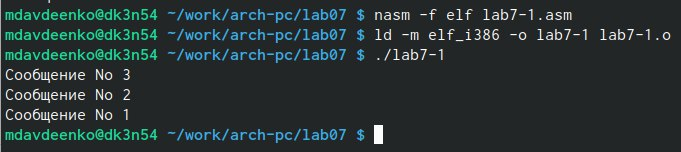 mdavdeenko@dk3n54 ~/work/arch-pc/lab07 $ nasm -f elf lab7-1.asm
mdavdeenko@dk3n54 ~/work/arch-pc/lab07 $ ld -m elf_i386 -o lab7-1 lab7-1.o
mdavdeenko@dk3n54 ~/work/arch-pc/lab07 $ ./lab7-1
Сообщение No 3
Сообщение No 2
Сообщение No 1
mdavdeenko@dk3n54 ~/work/arch-pc/lab07 $